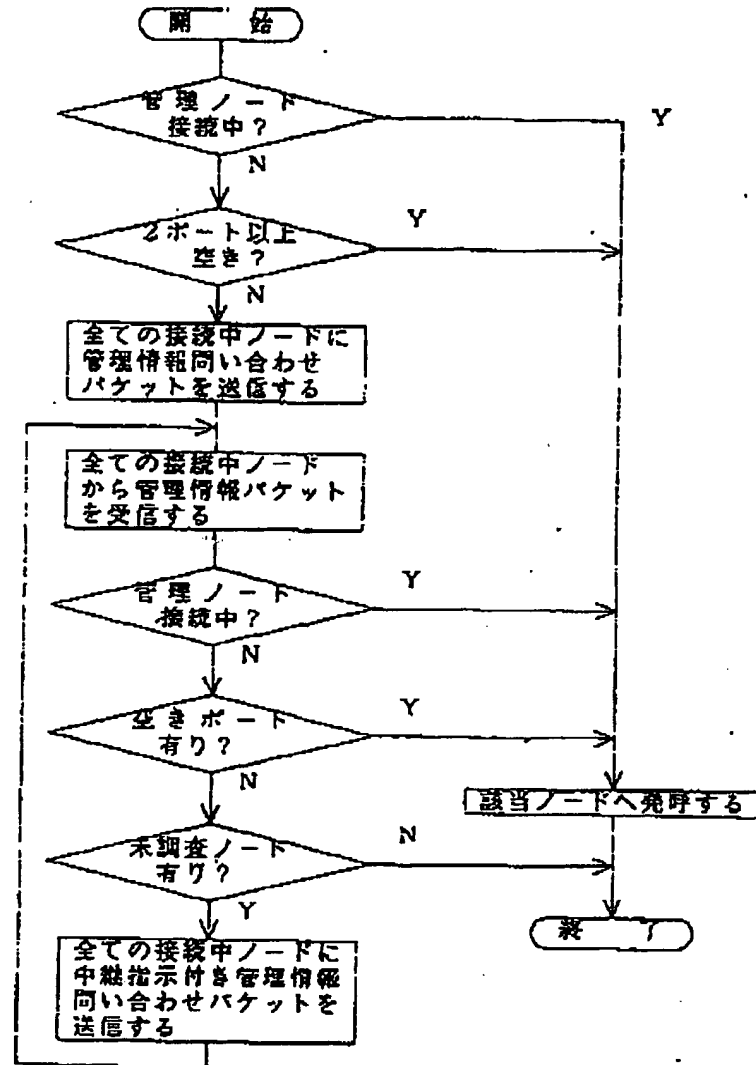 開 始
管理ノード
接続中?
Y
N
2ポート以上
空き?
Y
N
全ての接続中ノードに
管理情報問い合わせ
パケットを送信する
全ての接続中ノード
から管理情報パケット
を受信する
管理ノード
接続中?
Y
N
空きポート
有り?
Y
N
該当ノードへ発呼する
未調査ノード
有り?
N
Y
終 了
全ての接続中ノードに
中継指示付き管理情報
問い合わせパケットを
送信する